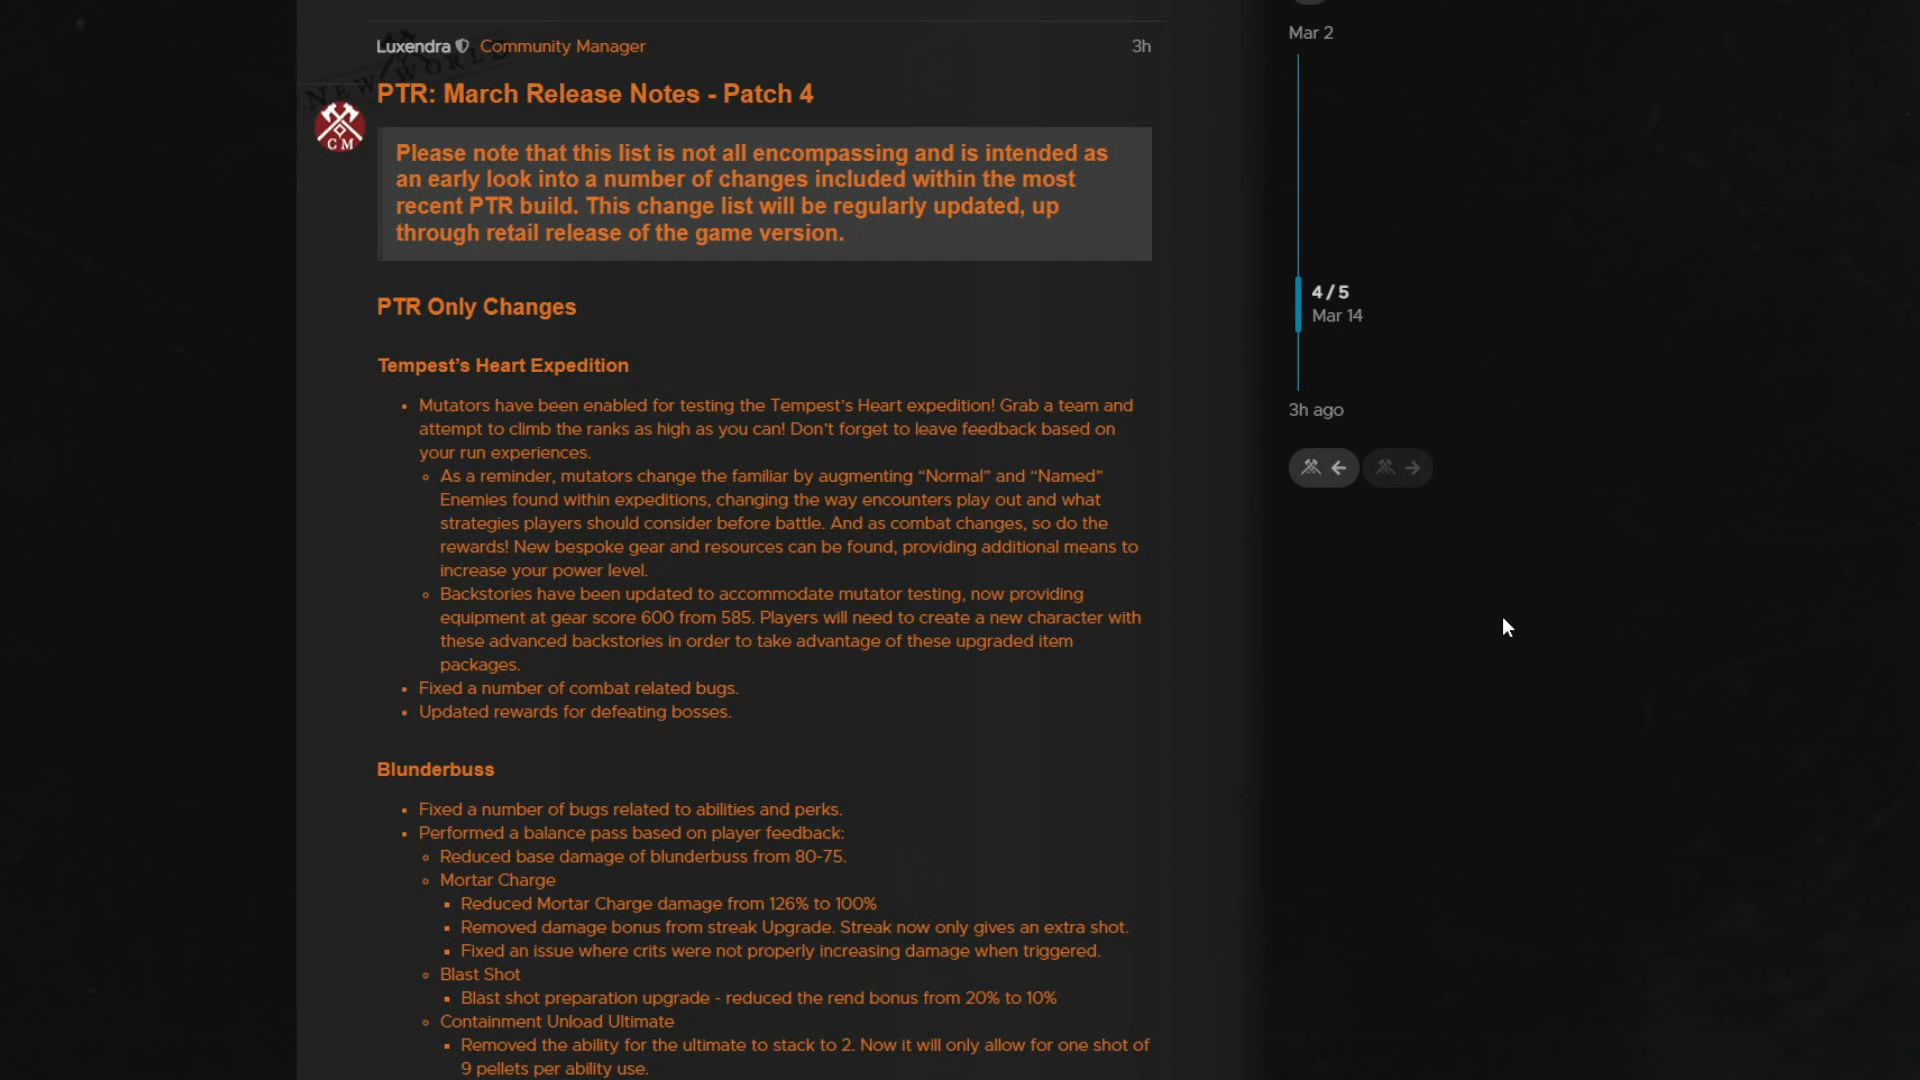 Luxendra Community Manager 3h
NEW WORLD
PTR: March Release Notes - Patch 4
CM
Please note that this list is not all encompassing and is intended as
an early look into a number of changes included within the most
recent PTR build. This change list will be regularly updated, up
through retail release of the game version.
PTR Only Changes
Tempest’s Heart Expedition
• Mutators have been enabled for testing the Tempest’s Heart expedition! Grab a team and
attempt to climb the ranks as high as you can! Don’t forget to leave feedback based on
your run experiences.
◦ As a reminder, mutators change the familiar by augmenting “Normal” and “Named”
Enemies found within expeditions, changing the way encounters play out and what
strategies players should consider before battle. And as combat changes, so do the
rewards! New bespoke gear and resources can be found, providing additional means to
increase your power level.
◦ Backstories have been updated to accommodate mutator testing, now providing
equipment at gear score 600 from 585. Players will need to create a new character with
these advanced backstories in order to take advantage of these upgraded item
packages.
• Fixed a number of combat related bugs.
• Updated rewards for defeating bosses.
Blunderbuss
• Fixed a number of bugs related to abilities and perks.
• Performed a balance pass based on player feedback:
◦ Reduced base damage of blunderbuss from 80-75.
◦ Mortar Charge
▪ Reduced Mortar Charge damage from 126% to 100%
▪ Removed damage bonus from streak Upgrade. Streak now only gives an extra shot.
▪ Fixed an issue where crits were not properly increasing damage when triggered.
◦ Blast Shot
▪ Blast shot preparation upgrade - reduced the rend bonus from 20% to 10%
◦ Containment Unload Ultimate
▪ Removed the ability for the ultimate to stack to 2. Now it will only allow for one shot of
9 pellets per ability use.
Mar 2
4 / 5
Mar 14
3h ago